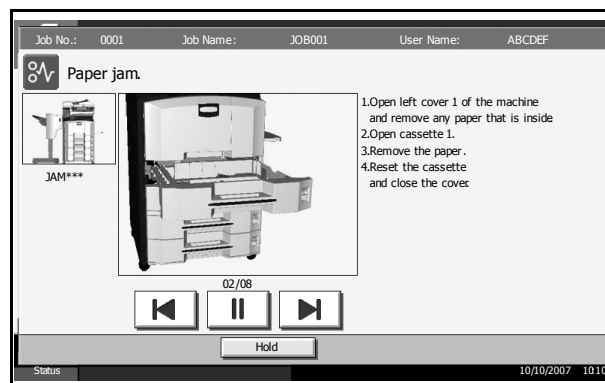 Job No.: 0001 Job Name: JOB001 User Name: ABCDEF
Paper jam.
JAM***
1.Open left cover 1 of the machine
and remove any paper that is inside
2.Open cassette 1.
3.Remove the paper.
4.Reset the cassette
and close the cover.
02/08
Hold
Status 10/10/2007 10:10